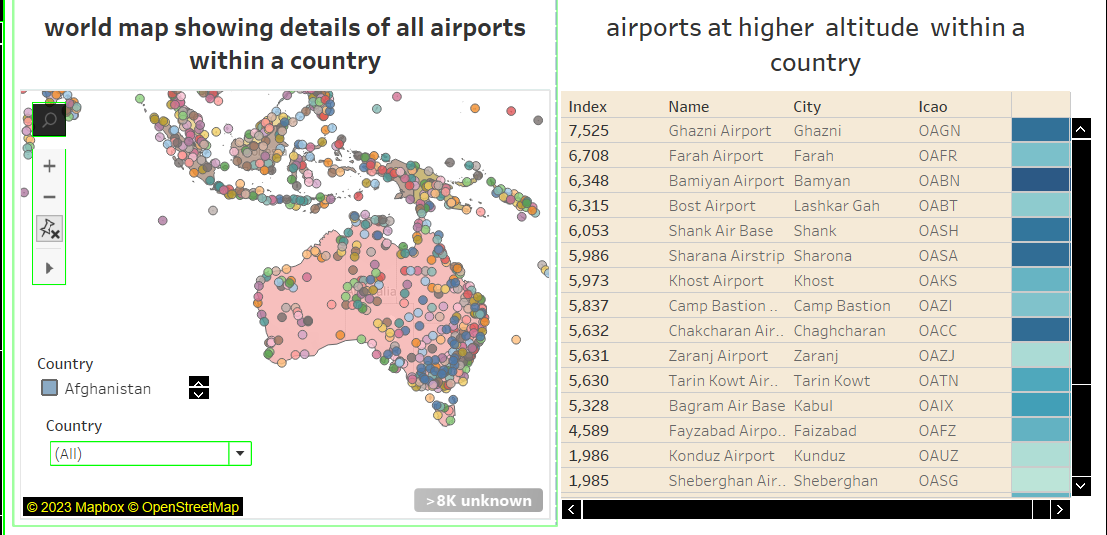 world map showing details of all airports
within a country
Country
Afghanistan
Country
(All)
>8K unknown
© 2023 Mapbox © OpenStreetMap
airports at higher altitude within a
country
Index Name City Icao
7,525 Ghazni Airport Ghazni OAGN
6,708 Farah Airport Farah OAFR
6,348 Bamiyan Airport Bamyan OABN
6,315 Bost Airport Lashkar Gah OABT
6,053 Shank Air Base Shank OASH
5,986 Sharana Airstrip Sharona OASA
5,973 Khost Airport Khost OAKS
5,837 Camp Bastion .. Camp Bastion OAZI
5,632 Chakcharan Air.. Chaghcharan OACC
5,631 Zaranj Airport Zaranj OAZJ
5,630 Tarin Kowt Air.. Tarin Kowt OATN
5,328 Bagram Air Base Kabul OAIX
4,589 Fayzabad Airpo.. Faizabad OAFZ
1,986 Konduz Airport Kunduz OAUZ
1,985 Sheberghan Air.. Sheberghan OASG